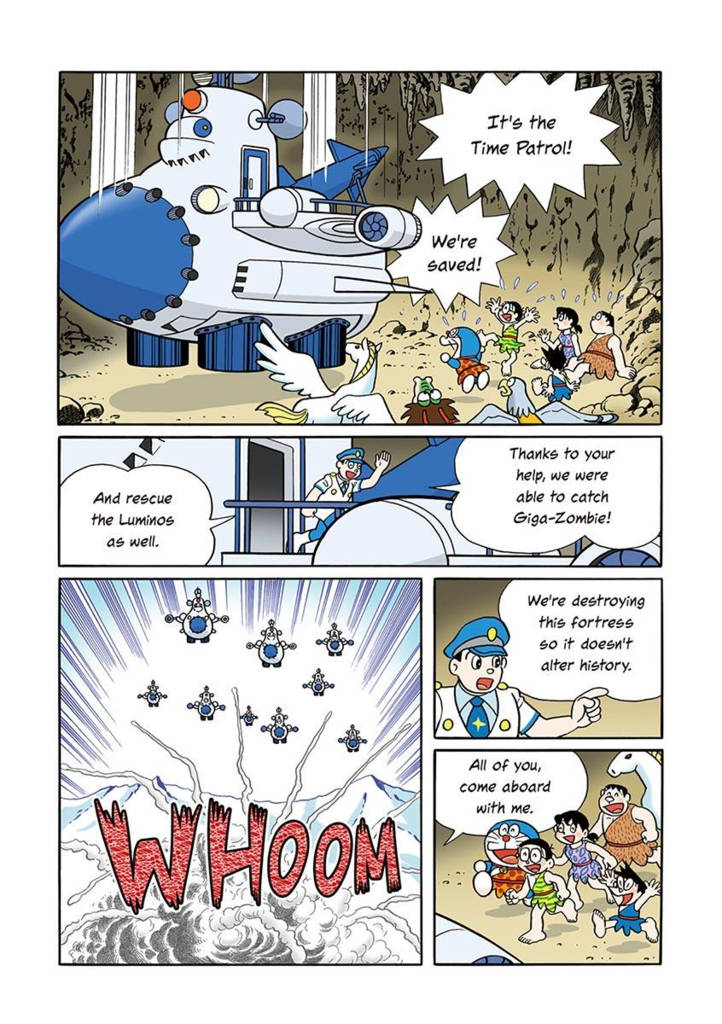 It's the
Time Patrol!
We're
saved!
Thanks to your
help, we were
able to catch
Giga-Zombie!
And rescue
the Luminos
as well.
WHOOM
We're destroying
this fortress
so it doesn't
alter history.
All of you,
come aboard
with me.